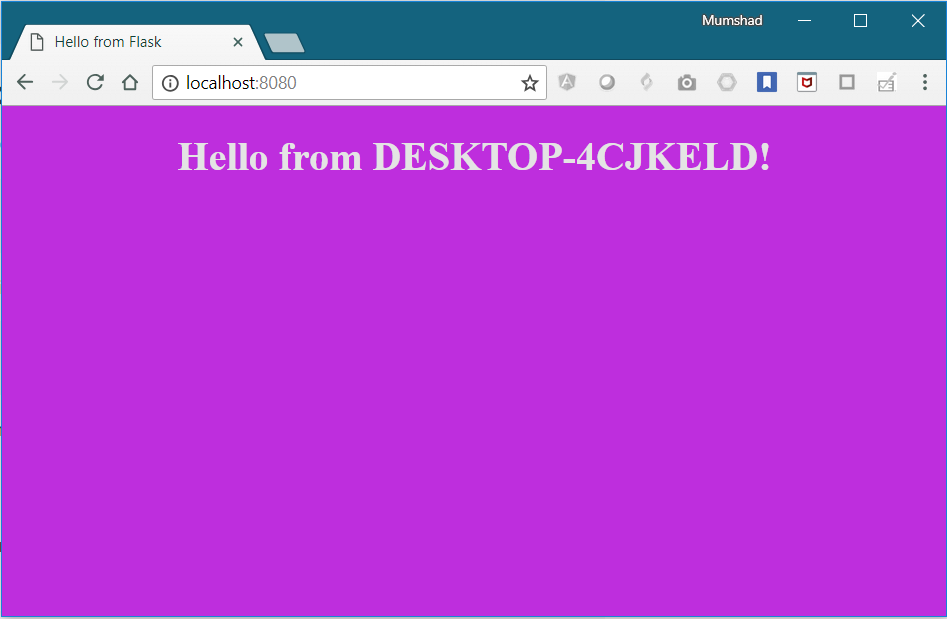 Mumshad
Hello from Flask
localhost:8080
Hello from DESKTOP-4CJKELD!